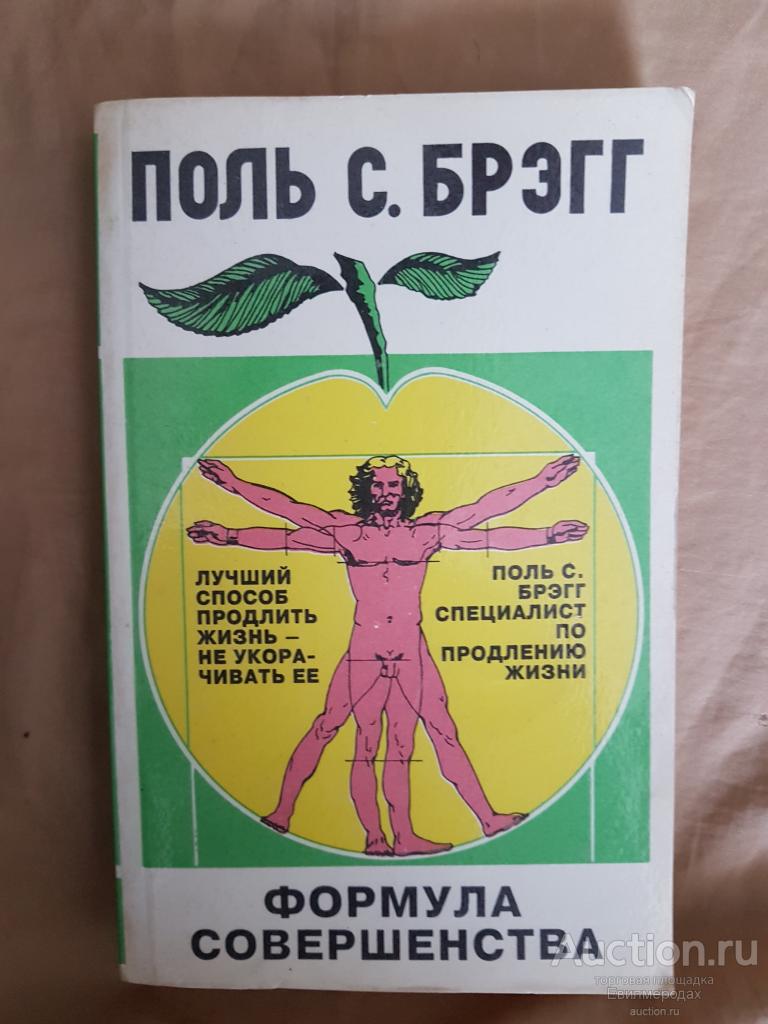 ПОЛЬ С. БРЭГГ
ЛУЧШИЙ
СПОСОБ
ПРОДЛИТЬ
ЖИЗНЬ –
НЕ УКОРА-
ЧИВАТЬ ЕЕ
ПОЛЬ С.
БРЭГГ
СПЕЦИАЛИСТ
ПО
ПРОДЛЕНИЮ
ЖИЗНИ
ФОРМУЛА
СОВЕРШЕНСТВА
Auction.ru
торговая площадка
Евилмеродах
auction.ru